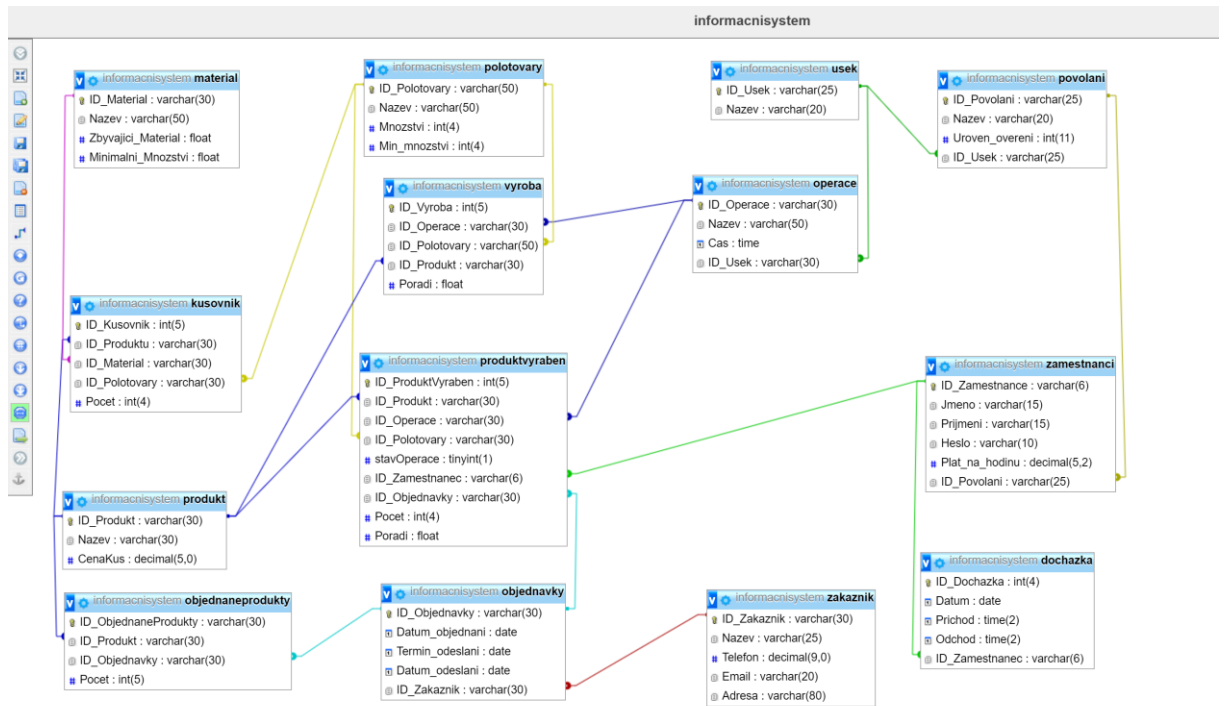 informacnisystem
informacnisystem material
ID_Material : varchar(30)
Nazev : varchar(50)
Zbyvajici_Material : float
Minimalni_Mnozstvi : float
informacnisystem polotovary
ID_Polotovary : varchar(50)
Nazev : varchar(50)
Mnozstvi : int(4)
Min_mnozstvi : int(4)
informacnisystem usek
ID_Usek : varchar(25)
Nazev : varchar(20)
informacnisystem povolani
ID_Povolani : varchar(25)
Nazev : varchar(20)
Uroven_overeni : int(11)
ID_Usek : varchar(25)
informacnisystem vyroba
ID_Vyroba : int(5)
ID_Operace : varchar(30)
ID_Polotovary : varchar(50)
ID_Produkt : varchar(30)
Poradi : float
informacnisystem operace
ID_Operace : varchar(30)
Nazev : varchar(50)
Cas : time
ID_Usek : varchar(30)
informacnisystem kusovnik
ID_Kusovnik : int(5)
ID_Produktu : varchar(30)
ID_Material : varchar(30)
ID_Polotovary : varchar(30)
Pocet : int(4)
informacnisystem produktvyraben
ID_ProduktVyraben : int(5)
ID_Produkt : varchar(30)
ID_Operace : varchar(30)
ID_Polotovary : varchar(30)
stavOperace : tinyint(1)
ID_Zamestnanec : varchar(6)
ID_Objednavky : varchar(30)
Pocet : int(4)
Poradi : float
informacnisystem zamestnanci
ID_Zamestnance : varchar(6)
Jmeno : varchar(15)
Prijmeni : varchar(15)
Heslo : varchar(10)
Plat_na_hodinu : decimal(5,2)
ID_Povolani : varchar(25)
informacnisystem produkt
ID_Produkt : varchar(30)
Nazev : varchar(30)
CenaKus : decimal(5,0)
informacnisystem objednaneprodukty
ID_ObjednaneProdukty : varchar(30)
ID_Produkt : varchar(30)
ID_Objednavky : varchar(30)
Pocet : int(5)
informacnisystem objednavky
ID_Objednavky : varchar(30)
Datum_objednani : date
Termin_odeslani : date
Datum_odeslani : date
ID_Zakaznik : varchar(30)
informacnisystem zakaznik
ID_Zakaznik : varchar(30)
Nazev : varchar(25)
Telefon : decimal(9,0)
Email : varchar(20)
Adresa : varchar(80)
informacnisystem dochazka
ID_Dochazka : int(4)
Datum : date
Prichod : time(2)
Odchod : time(2)
ID_Zamestnanec : varchar(6)